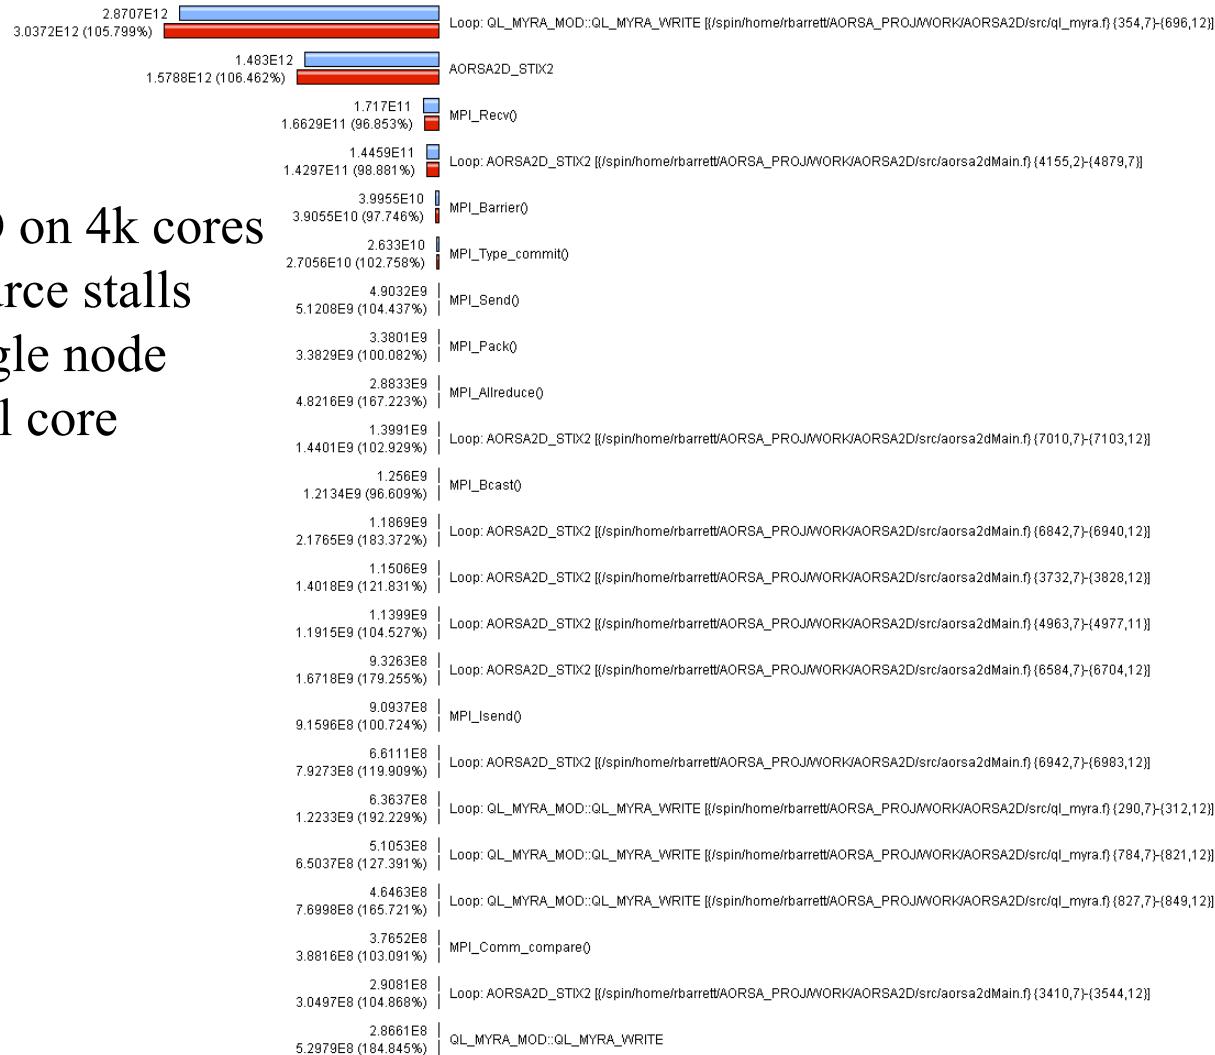 2.8707E12
3.0372E12 (105.799%)
Loop: QL_MYRA_MOD::QL_MYRA_WRITE [{/spin/home/rbarrett/AORSA_PROJ/WORK/AORSA2D/src/ql_myra.f} {354,7}-{696,12}]
1.483E12
1.5788E12 (106.462%)
AORSA2D_STIX2
1.717E11
1.6629E11 (96.853%)
MPI_Recv()
1.4459E11
1.4297E11 (98.881%)
Loop: AORSA2D_STIX2 [{/spin/home/rbarrett/AORSA_PROJ/WORK/AORSA2D/src/aorsa2dMain.f} {4155,2}-{4879,7}]
3.9955E10
3.9055E10 (97.746%)
MPI_Barrier()
on 4k cores
2.633E10
2.7056E10 (102.758%)
MPI_Type_commit()
stalls
4.9032E9
5.1208E9 (104.437%)
MPI_Send()
node
3.3801E9
3.3829E9 (100.082%)
MPI_Pack()
core
2.8833E9
4.8216E9 (167.223%)
MPI_Allreduce()
1.3991E9
1.4401E9 (102.929%)
Loop: AORSA2D_STIX2 [{/spin/home/rbarrett/AORSA_PROJ/WORK/AORSA2D/src/aorsa2dMain.f} {7010,7}-{7103,12}]
1.256E9
1.2134E9 (96.609%)
MPI_Bcast()
1.1869E9
2.1765E9 (183.372%)
Loop: AORSA2D_STIX2 [{/spin/home/rbarrett/AORSA_PROJ/WORK/AORSA2D/src/aorsa2dMain.f} {6842,7}-{6940,12}]
1.1506E9
1.4018E9 (121.831%)
Loop: AORSA2D_STIX2 [{/spin/home/rbarrett/AORSA_PROJ/WORK/AORSA2D/src/aorsa2dMain.f} {3732,7}-{3828,12}]
1.1399E9
1.1915E9 (104.527%)
Loop: AORSA2D_STIX2 [{/spin/home/rbarrett/AORSA_PROJ/WORK/AORSA2D/src/aorsa2dMain.f} {4963,7}-{4977,11}]
9.3263E8
1.6718E9 (179.255%)
Loop: AORSA2D_STIX2 [{/spin/home/rbarrett/AORSA_PROJ/WORK/AORSA2D/src/aorsa2dMain.f} {6584,7}-{6704,12}]
9.0937E8
9.1596E8 (100.724%)
MPI_Isend()
6.6111E8
7.9273E8 (119.909%)
Loop: AORSA2D_STIX2 [{/spin/home/rbarrett/AORSA_PROJ/WORK/AORSA2D/src/aorsa2dMain.f} {6942,7}-{6983,12}]
6.3637E8
1.2233E9 (192.229%)
Loop: QL_MYRA_MOD::QL_MYRA_WRITE [{/spin/home/rbarrett/AORSA_PROJ/WORK/AORSA2D/src/ql_myra.f} {290,7}-{312,12}]
5.1053E8
6.5037E8 (127.391%)
Loop: QL_MYRA_MOD::QL_MYRA_WRITE [{/spin/home/rbarrett/AORSA_PROJ/WORK/AORSA2D/src/ql_myra.f} {784,7}-{821,12}]
4.6463E8
7.6998E8 (165.721%)
Loop: QL_MYRA_MOD::QL_MYRA_WRITE [{/spin/home/rbarrett/AORSA_PROJ/WORK/AORSA2D/src/ql_myra.f} {827,7}-{849,12}]
3.7652E8
3.8816E8 (103.091%)
MPI_Comm_compare()
2.9081E8
3.0497E8 (104.868%)
Loop: AORSA2D_STIX2 [{/spin/home/rbarrett/AORSA_PROJ/WORK/AORSA2D/src/aorsa2dMain.f} {3410,7}-{3544,12}]
2.8661E8
5.2979E8 (184.845%)
QL_MYRA_MOD::QL_MYRA_WRITE